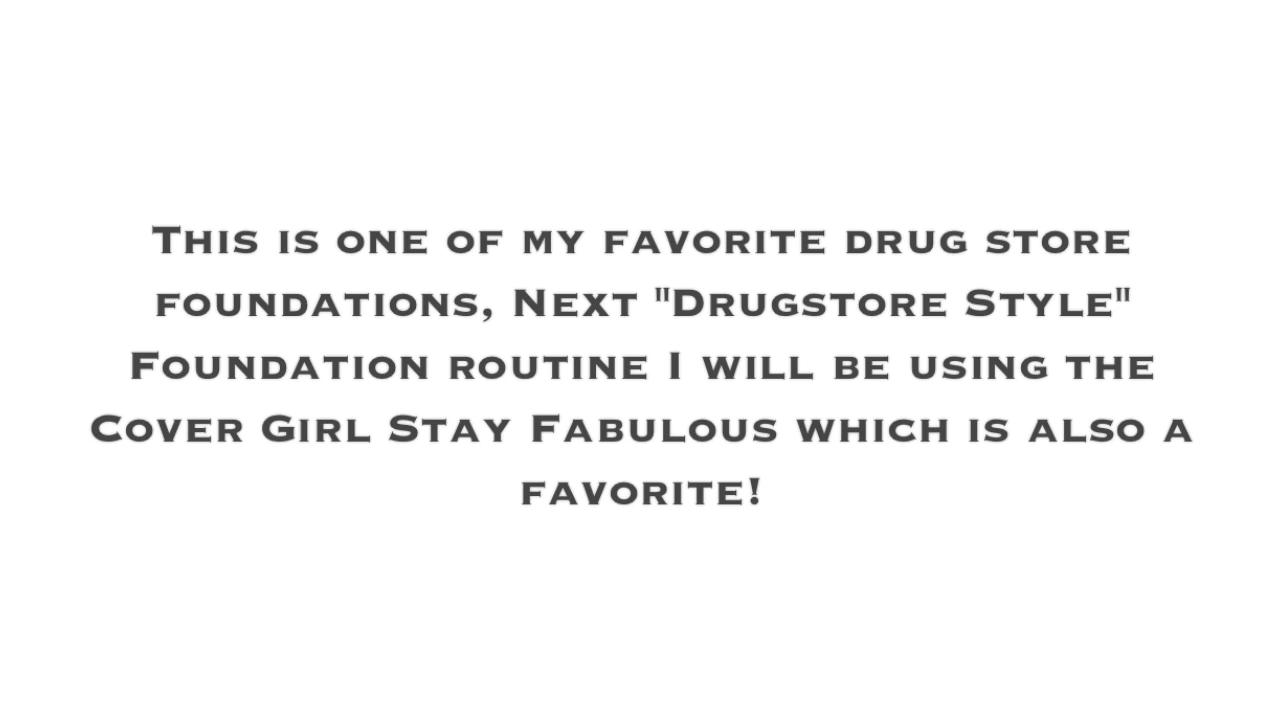 This is one of my favorite drug store
foundations, Next "Drugstore Style"
Foundation routine I will be using the
Cover Girl Stay Fabulous which is also a
favorite!